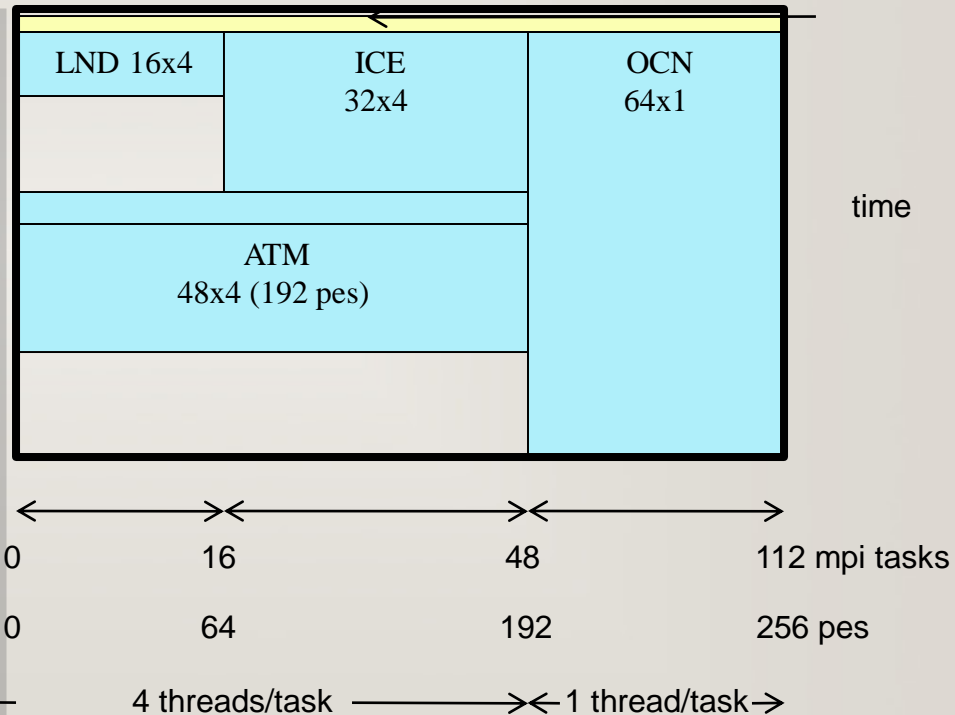 LND 16x4
ICE
32x4
OCN
64x1
time
ATM
48x4 (192 pes)
0 16 48 112 mpi tasks
0 64 192 256 pes
4 threads/task 1 thread/task